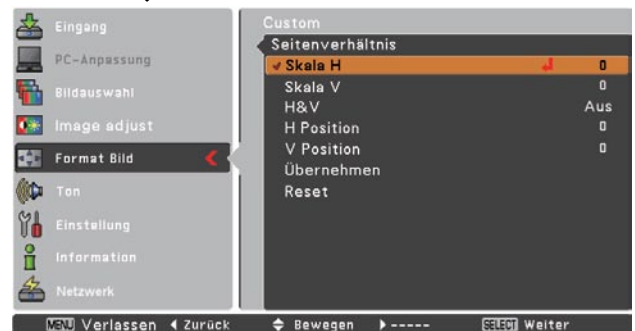 Eingang
PC-Anpassung
Bildauswahl
Image adjust
Format Bild
Ton
Einstellung
Information
Netzwerk
Custom
Seitenverhältnis
Skala H 0
Skala V 0
H&V Aus
H Position 0
V Position 0
Übernehmen
Reset
MENU Verlassen Zurück Bewegen ----- SELECT Weiter